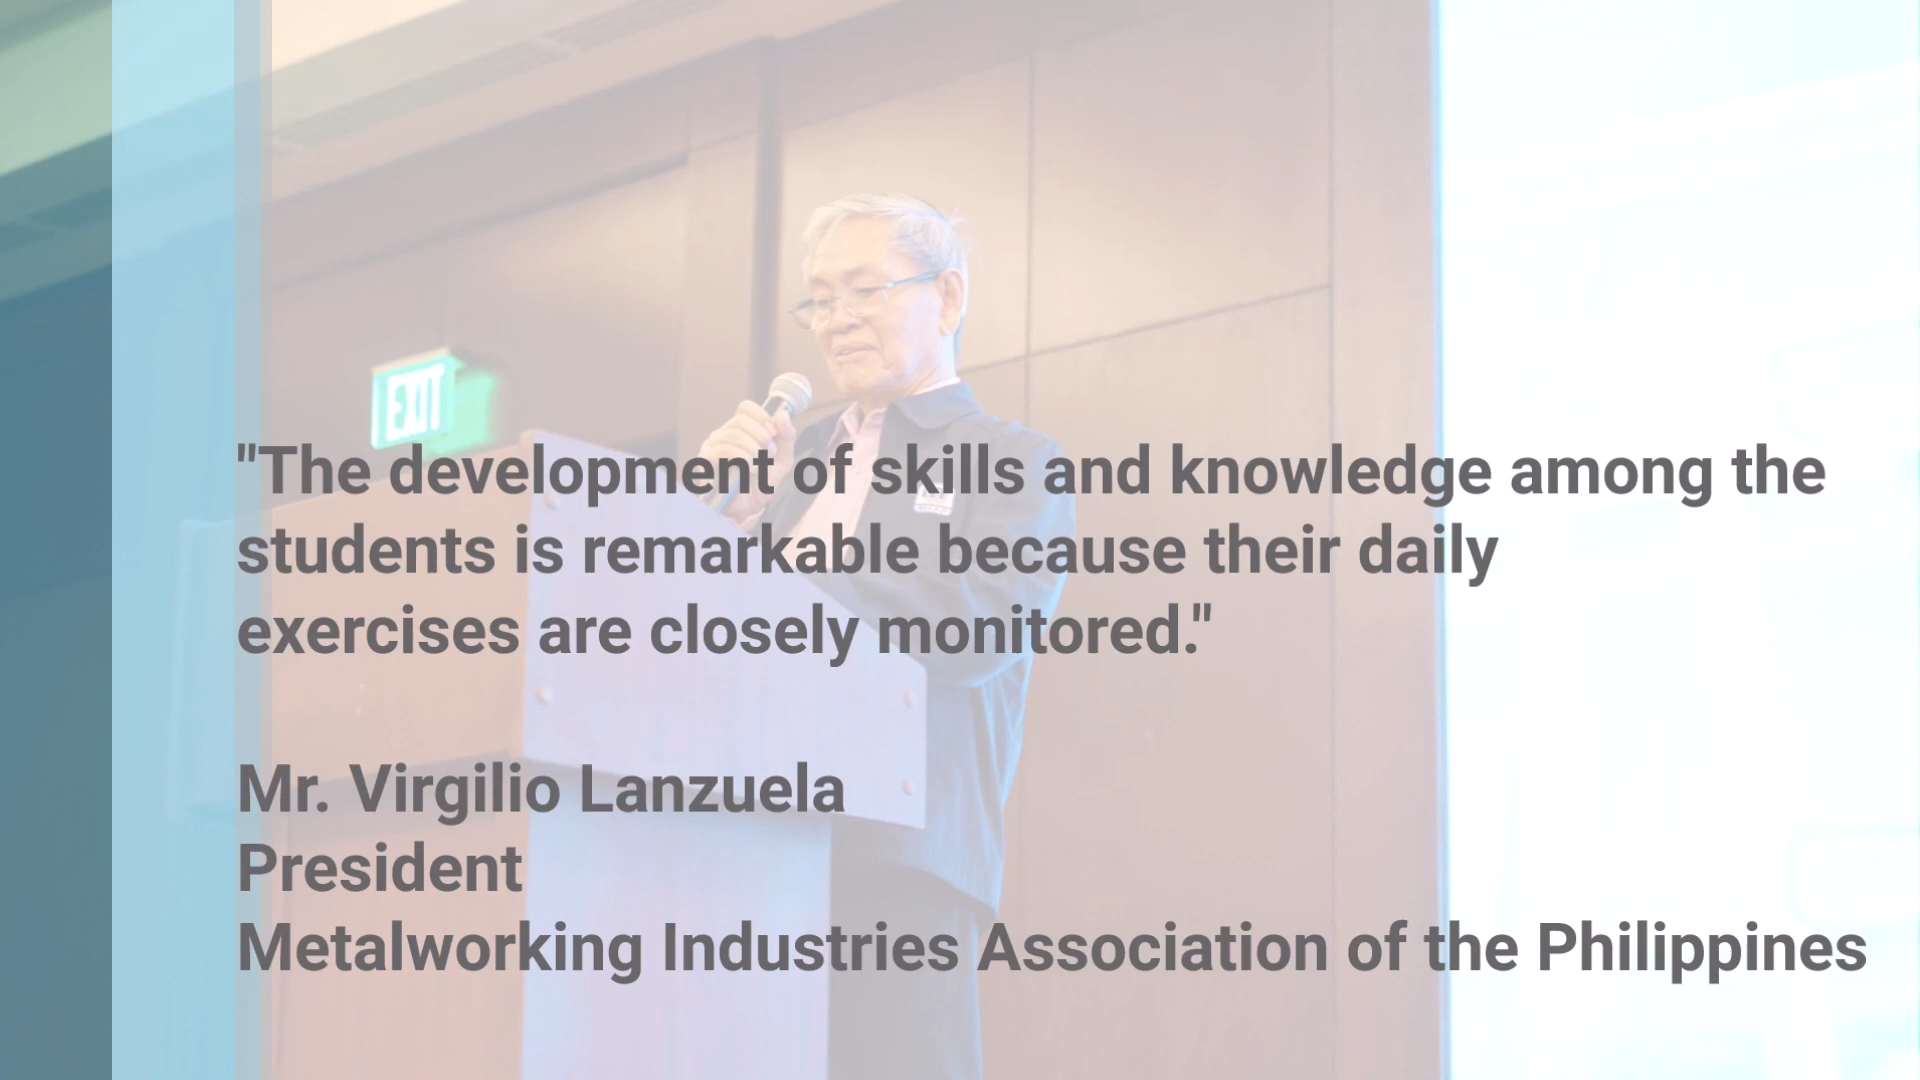 EXIT
"The development of skills and knowledge among the
students is remarkable because their daily
exercises are closely monitored."
Mr. Virgilio Lanzuela
President
Metalworking Industries Association of the Philippines